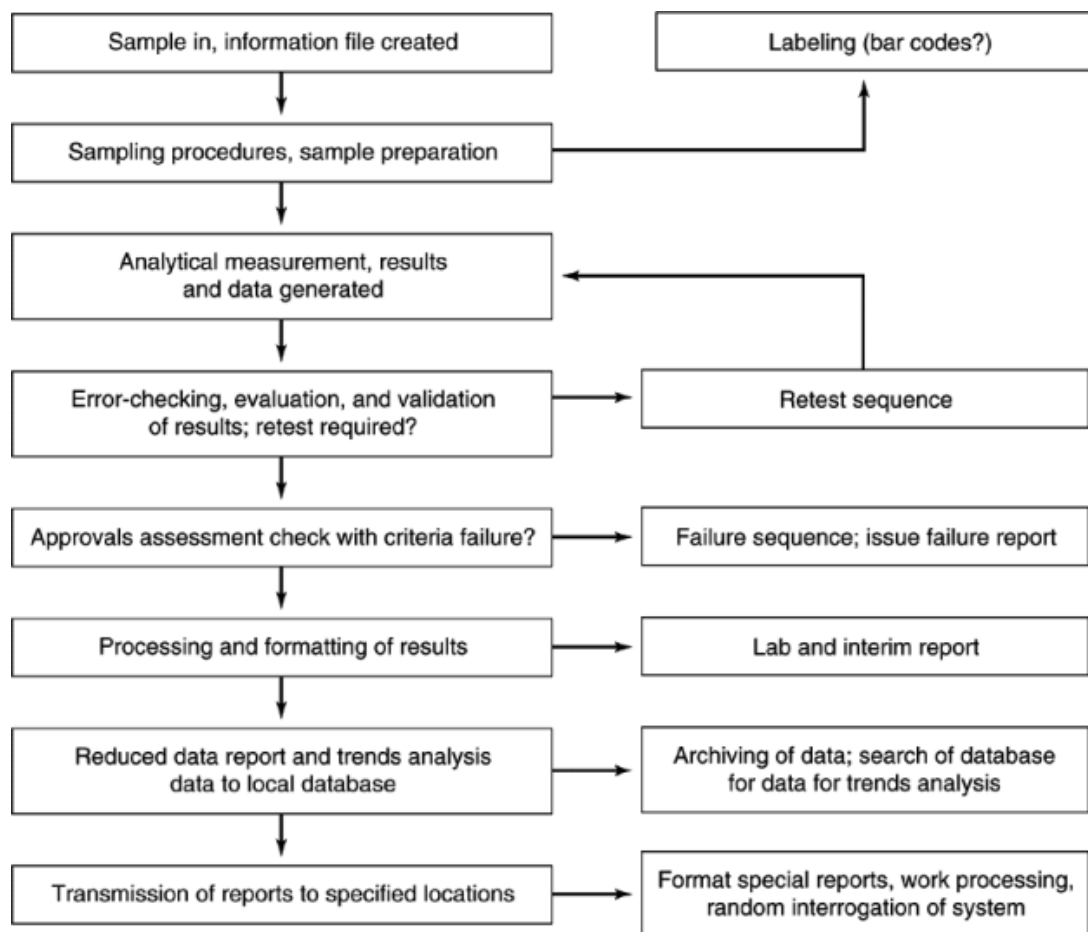 Sample in, information file created
Labeling (bar codes?)
Sampling procedures, sample preparation
Analytical measurement, results
and data generated
Error-checking, evaluation, and validation
of results; retest required?
Retest sequence
Approvals assessment check with criteria failure?
Failure sequence; issue failure report
Processing and formatting of results
Lab and interim report
Reduced data report and trends analysis
data to local database
Archiving of data; search of database
for data for trends analysis
Transmission of reports to specified locations
Format special reports, work processing,
random interrogation of system